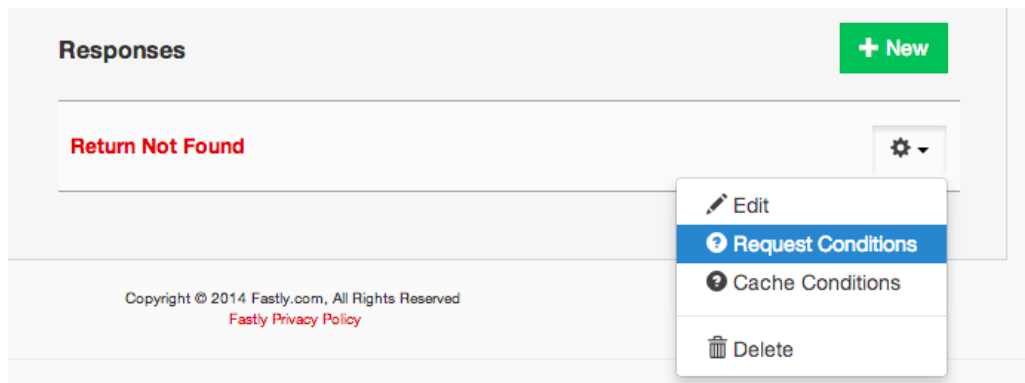 Responses
+ New
Return Not Found
Edit
Request Conditions
Cache Conditions
Delete
Copyright © 2014 Fastly.com, All Rights Reserved
Fastly Privacy Policy